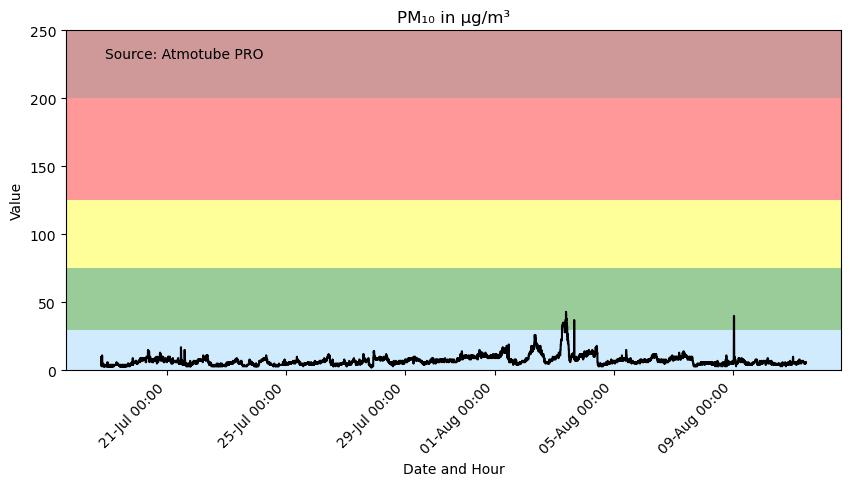 PM₁₀ in µg/m³
250
Source: Atmotube PRO
200
150
100
50
0
Value
21-Jul 00:00
25-Jul 00:00
29-Jul 00:00
01-Aug 00:00
05-Aug 00:00
09-Aug 00:00
Date and Hour